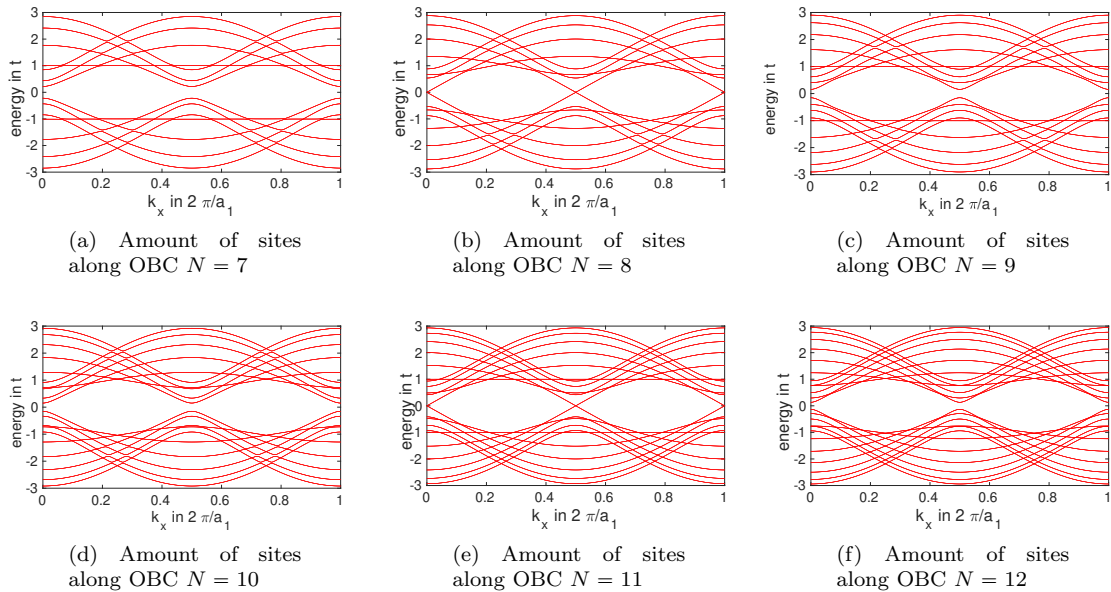 3
2
1
0
-1
-2
-3
energy in t
0 0.2 0.4 0.6 0.8 1
k_x in 2 π/a_1
(a) Amount of sites
along OBC N = 7
3
2
1
0
-1
-2
-3
energy in t
0 0.2 0.4 0.6 0.8 1
k_x in 2 π/a_1
(b) Amount of sites
along OBC N = 8
3
2
1
0
-1
-2
-3
energy in t
0 0.2 0.4 0.6 0.8 1
k_x in 2 π/a_1
(c) Amount of sites
along OBC N = 9
3
2
1
0
-1
-2
-3
energy in t
0 0.2 0.4 0.6 0.8 1
k_x in 2 π/a_1
(d) Amount of sites
along OBC N = 10
3
2
1
0
-1
-2
-3
energy in t
0 0.2 0.4 0.6 0.8 1
k_x in 2 π/a_1
(e) Amount of sites
along OBC N = 11
3
2
1
0
-1
-2
-3
energy in t
0 0.2 0.4 0.6 0.8 1
k_x in 2 π/a_1
(f) Amount of sites
along OBC N = 12